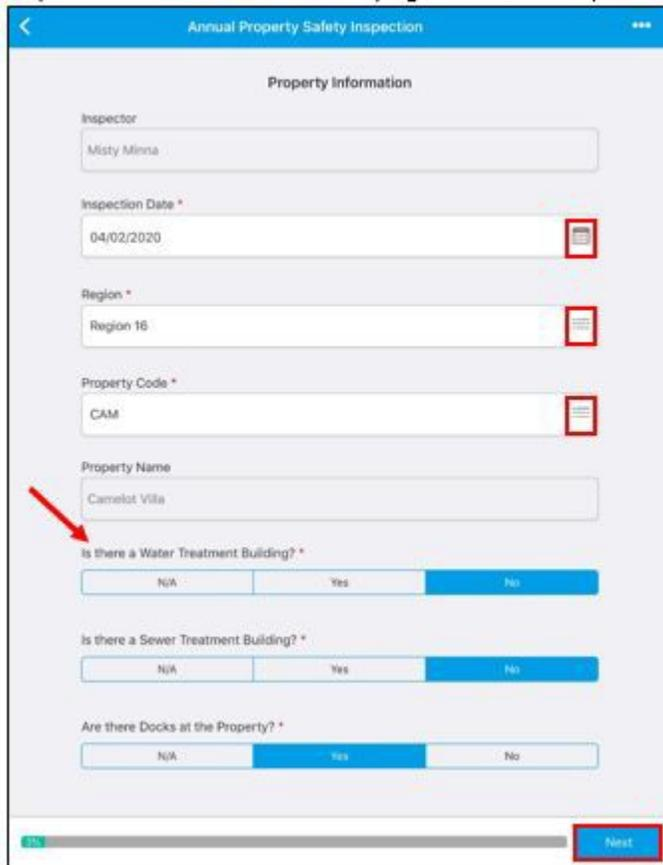 Annual Property Safety Inspection
Property Information
Inspector
Misty Minna
Inspection Date *
04/02/2020
Region *
Region 16
Property Code *
CAM
Property Name
Camelot Villa
Is there a Water Treatment Building? *
N/A Yes No
Is there a Sewer Treatment Building? *
N/A Yes No
Are there Docks at the Property? *
N/A Yes No
Next